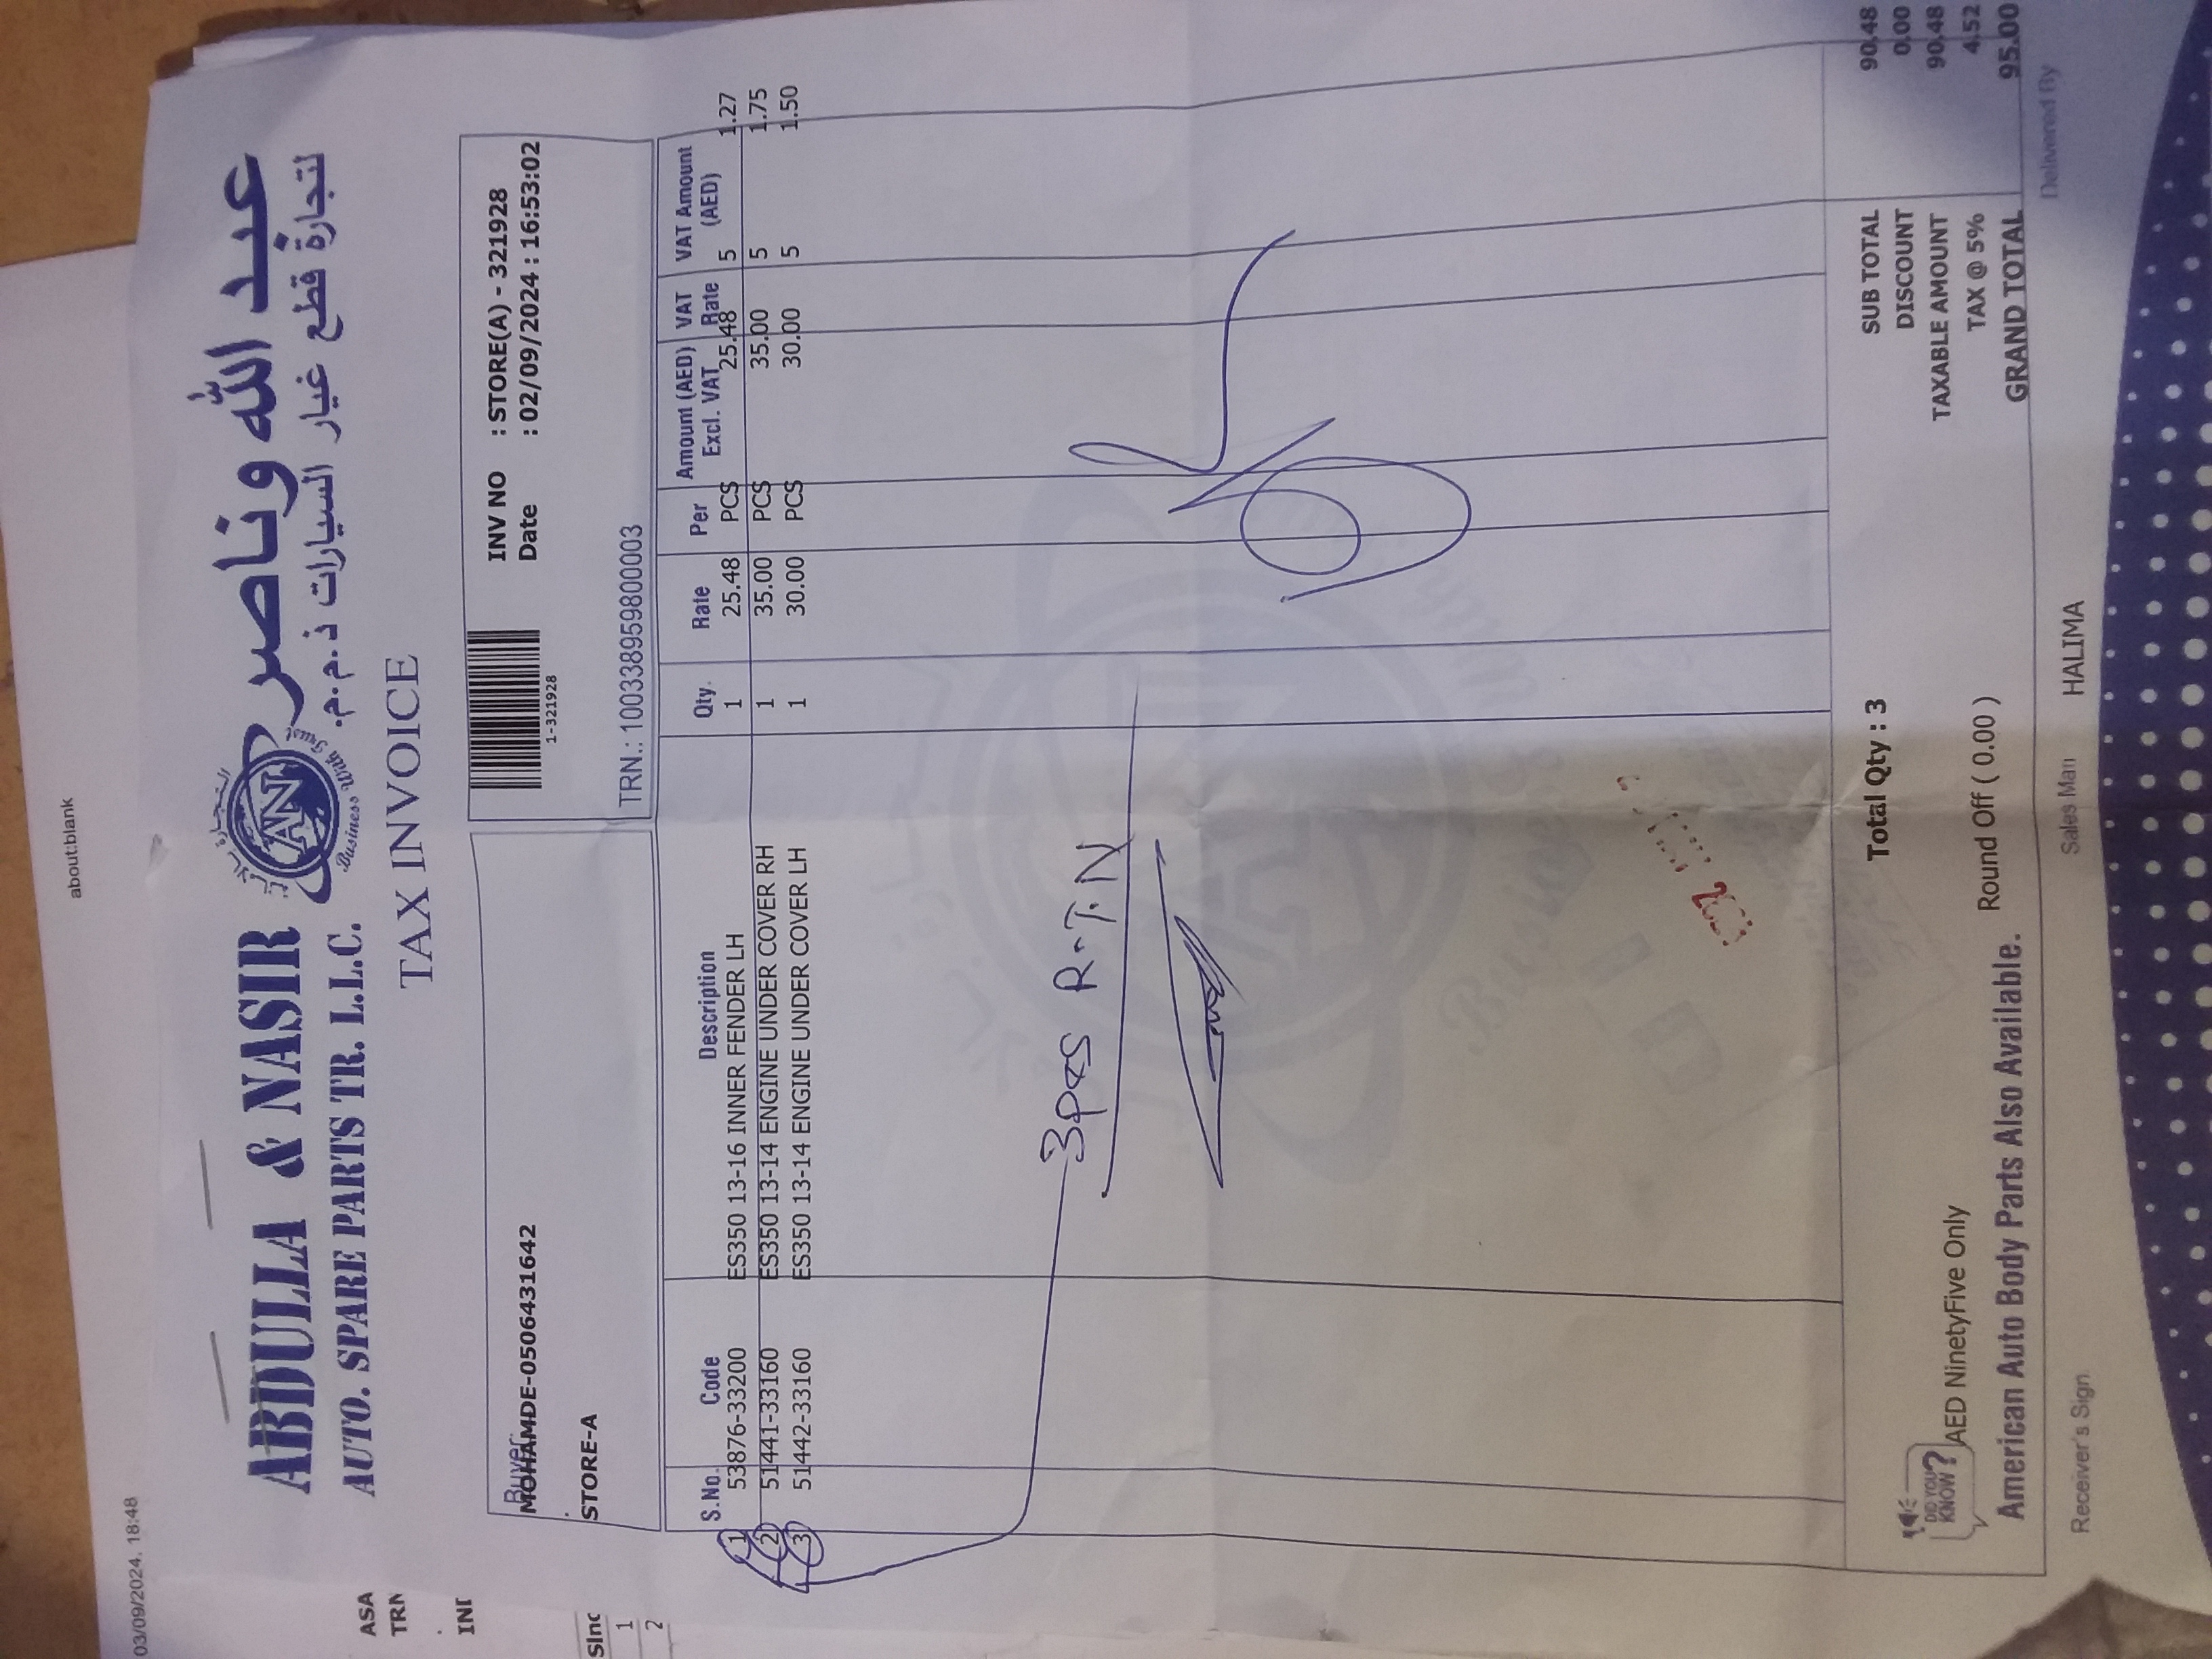 about:blank
03/09/2024, 18:48
ABDULLA & NASIR
AUTO. SPARE PARTS TR. L.L.C.
عبد الله وناصر
لتجارة قطع غيار السيارات ذ.م.م.
AN
TAX INVOICE
Buyer:
MOHAMDE-0506431642
STORE-A
1-321928
INV NO : STORE(A) - 321928
Date : 02/09/2024 : 16:53:02
TRN.: 100338959800003
S.No. Code Description Qty. Rate Per Amount (AED) Excl. VAT VAT Rate VAT Amount (AED)
1 53876-33200 ES350 13-16 INNER FENDER LH 1 25.48 PCS 25.48 5 1.27
2 51441-33160 ES350 13-14 ENGINE UNDER COVER RH 1 35.00 PCS 35.00 5 1.75
3 51442-33160 ES350 13-14 ENGINE UNDER COVER LH 1 30.00 PCS 30.00 5 1.50
3pcs R.T.N
Total Qty : 3
SUB TOTAL 90.48
DISCOUNT 0.00
TAXABLE AMOUNT 90.48
TAX @ 5% 4.52
GRAND TOTAL 95.00
DID YOU KNOW?
AED NinetyFive Only
Round Off ( 0.00 )
American Auto Body Parts Also Available.
Receiver's Sign.
Sales Man HALIMA
Delivered By
ASA
TRN
Slno
1
2